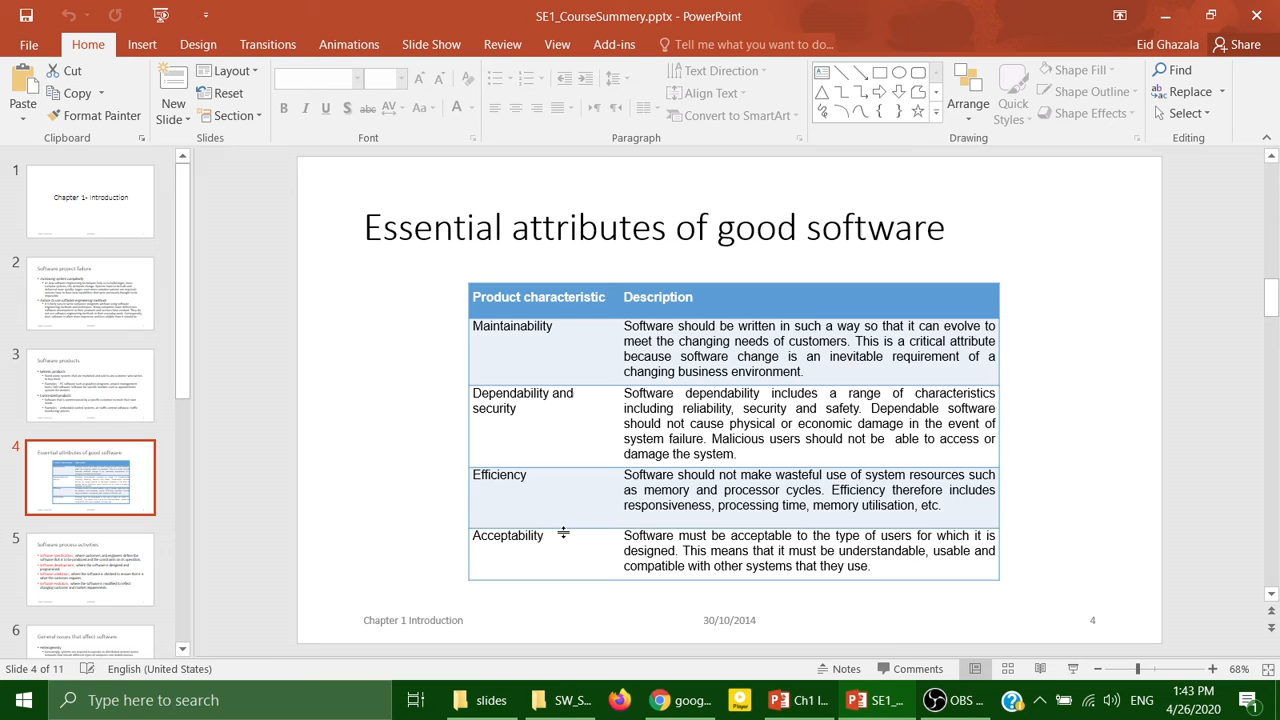 SE1_CourseSummery.pptx - PowerPoint
File Home Insert Design Transitions Animations Slide Show Review View Add-ins Tell me what you want to do... Eid Ghazala Share
Paste
Cut
Copy
Format Painter
Clipboard
New Slide
Layout
Reset
Section
Slides
Font
Text Direction
Align Text
Convert to SmartArt
Paragraph
Arrange
Quick Styles
Shape Fill
Shape Outline
Shape Effects
Drawing
Find
Replace
Select
Editing
1
Chapter 1- Introduction
2
Software project failure
3
Software products
4
Essential attributes of good software
5
Software process activities
6
General issues that affect software
Essential attributes of good software
Product characteristic Description
Maintainability
Software should be written in such a way so that it can evolve to
meet the changing needs of customers. This is a critical attribute
because software change is an inevitable requirement of a
changing business environment.
Dependability and
security
Software dependability includes a range of characteristics
including reliability, security and safety. Dependable software
should not cause physical or economic damage in the event of
system failure. Malicious users should not be able to access or
damage the system.
Efficiency
Software should not make wasteful use of system resources such
as memory and processor cycles. Efficiency therefore includes
responsiveness, processing time, memory utilisation, etc.
Acceptability
Software must be acceptable to the type of users for which it is
designed. This means that it must be understandable, usable and
compatible with other systems that they use.
Chapter 1 Introduction 30/10/2014 4
Slide 4 of 11 English (United States) Notes Comments 68%
Type here to search slides SW_S... goog... Ch1 I... SE1_... OBS ... ENG 1:43 PM
4/26/2020